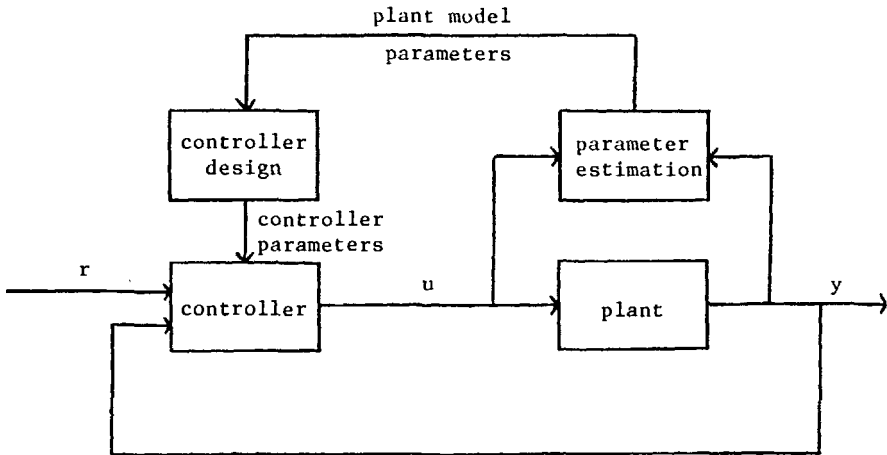 plant model
parameters
controller
design
parameter
estimation
controller
parameters
r
controller
u
plant
y